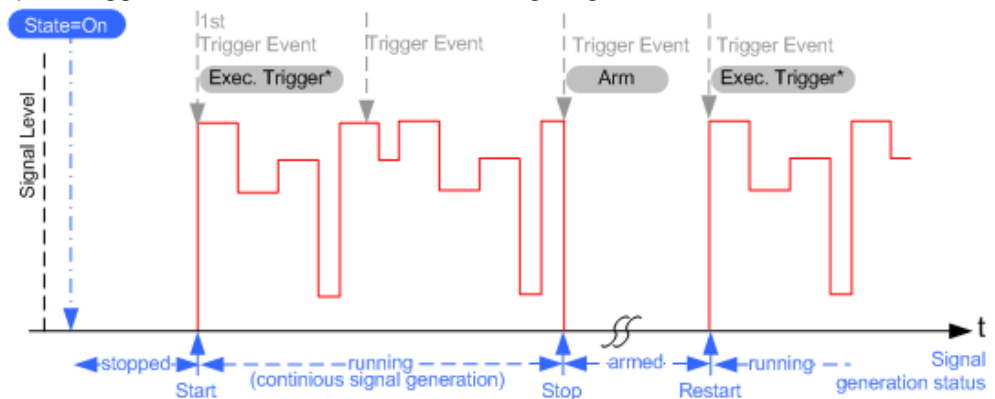 State=On
1st
Trigger Event
Trigger Event
Trigger Event
Trigger Event
Exec. Trigger*
Arm
Exec. Trigger*
Signal Level
t
stopped
running
(continious signal generation)
armed
running
Signal
generation status
Start
Stop
Restart